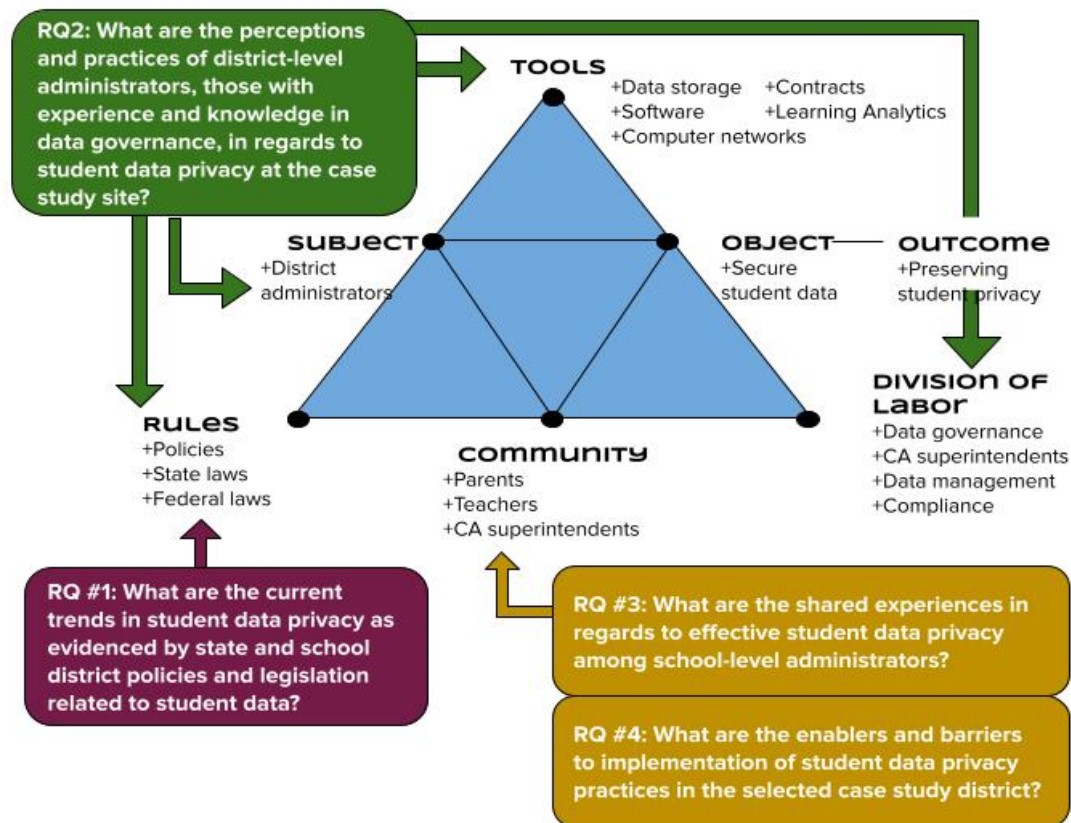 RQ2: What are the perceptions
and practices of district-level
administrators, those with
experience and knowledge in
data governance, in regards to
student data privacy at the case
study site?
TOOLS
+Data storage +Contracts
+Software +Learning Analytics
+Computer networks
SUBJECT
+District
administrators
OBJECT
+Secure
student data
OUTCOME
+Preserving
student privacy
RULES
+Policies
+State laws
+Federal laws
COMMUNITY
+Parents
+Teachers
+CA superintendents
DIVISION OF
LABOR
+Data governance
+CA superintendents
+Data management
+Compliance
RQ #1: What are the current
trends in student data privacy as
evidenced by state and school
district policies and legislation
related to student data?
RQ #3: What are the shared experiences in
regards to effective student data privacy
among school-level administrators?
RQ #4: What are the enablers and barriers
to implementation of student data privacy
practices in the selected case study district?